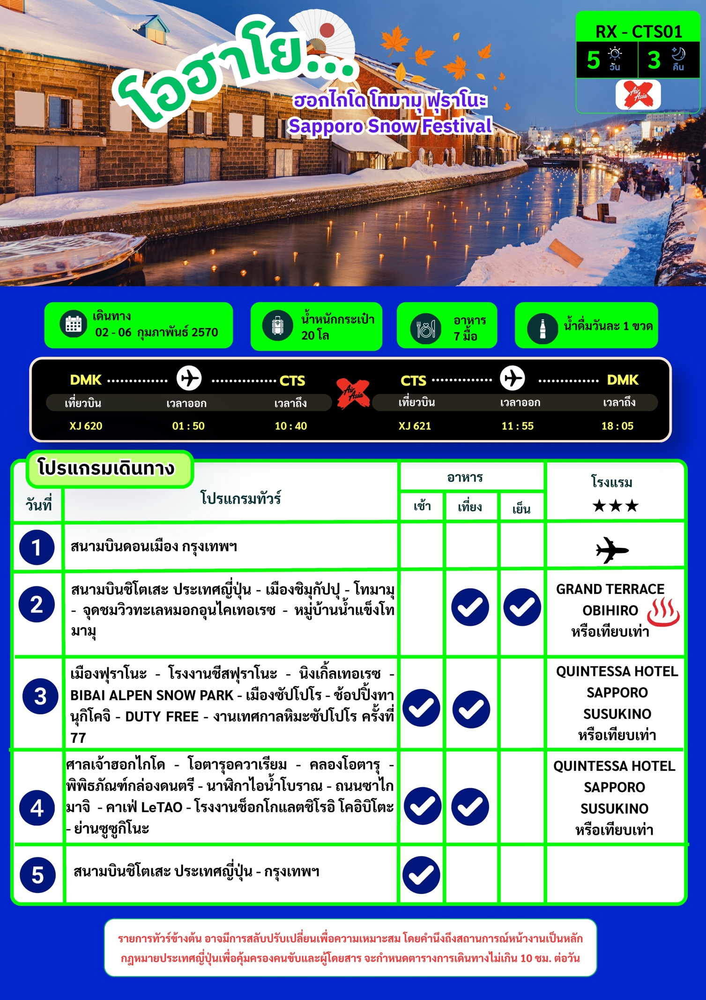 โอฮาโย...
ฮอกไกโด โทมามุ ฟุราโนะ
Sapporo Snow Festival
RX - CTS01
5 วัน 3 คืน
Air Asia X
เดินทาง
02 - 06 กุมภาพันธ์ 2570
น้ำหนักกระเป๋า
20 โล
อาหาร
7 มื้อ
น้ำดื่มวันละ 1 ขวด
DMK CTS
เที่ยวบิน เวลาออก เวลาถึง
XJ 620 01 : 50 10 : 40
Air Asia X
CTS DMK
เที่ยวบิน เวลาออก เวลาถึง
XJ 621 11 : 55 18 : 05
โปรแกรมเดินทาง
วันที่ โปรแกรมทัวร์ อาหาร โรงแรม
เช้า เที่ยง เย็น ★★★
1
สนามบินดอนเมือง กรุงเทพฯ
2
สนามบินชิโตเสะ ประเทศญี่ปุ่น - เมืองชิมุกัปปุ - โทมามุ
- จุดชมวิวทะเลหมอกอุนไคเทอเรซ - หมู่บ้านน้ำแข็งโท
มามุ
GRAND TERRACE
OBIHIRO
หรือเทียบเท่า
3
เมืองฟุราโนะ - โรงงานชีสฟุราโนะ - นิงเกิ้ลเทอเรซ -
BIBAI ALPEN SNOW PARK - เมืองซัปโปโร - ช้อปปิ้งทา
นุกิโคจิ - DUTY FREE - งานเทศกาลหิมะซัปโปโร ครั้งที่
77
QUINTESSA HOTEL
SAPPORO
SUSUKINO
หรือเทียบเท่า
4
ศาลเจ้าฮอกไกโด - โอตารุอควาเรียม - คลองโอตารุ -
พิพิธภัณฑ์กล่องดนตรี - นาฬิกาไอน้ำโบราณ - ถนนซาไก
มาจิ - คาเฟ่ LeTAO - โรงงานช็อกโกแลตชิโรอิ โคอิบิโตะ
- ย่านซูซูกิโนะ
QUINTESSA HOTEL
SAPPORO
SUSUKINO
หรือเทียบเท่า
5
สนามบินชิโตเสะ ประเทศญี่ปุ่น - กรุงเทพฯ
รายการทัวร์ข้างต้น อาจมีการสลับปรับเปลี่ยนเพื่อความเหมาะสม โดยคำนึงถึงสถานการณ์หน้างานเป็นหลัก
กฎหมายประเทศญี่ปุ่นเพื่อคุ้มครองคนขับและผู้โดยสาร จะกำหนดตารางการเดินทางไม่เกิน 10 ชม. ต่อวัน